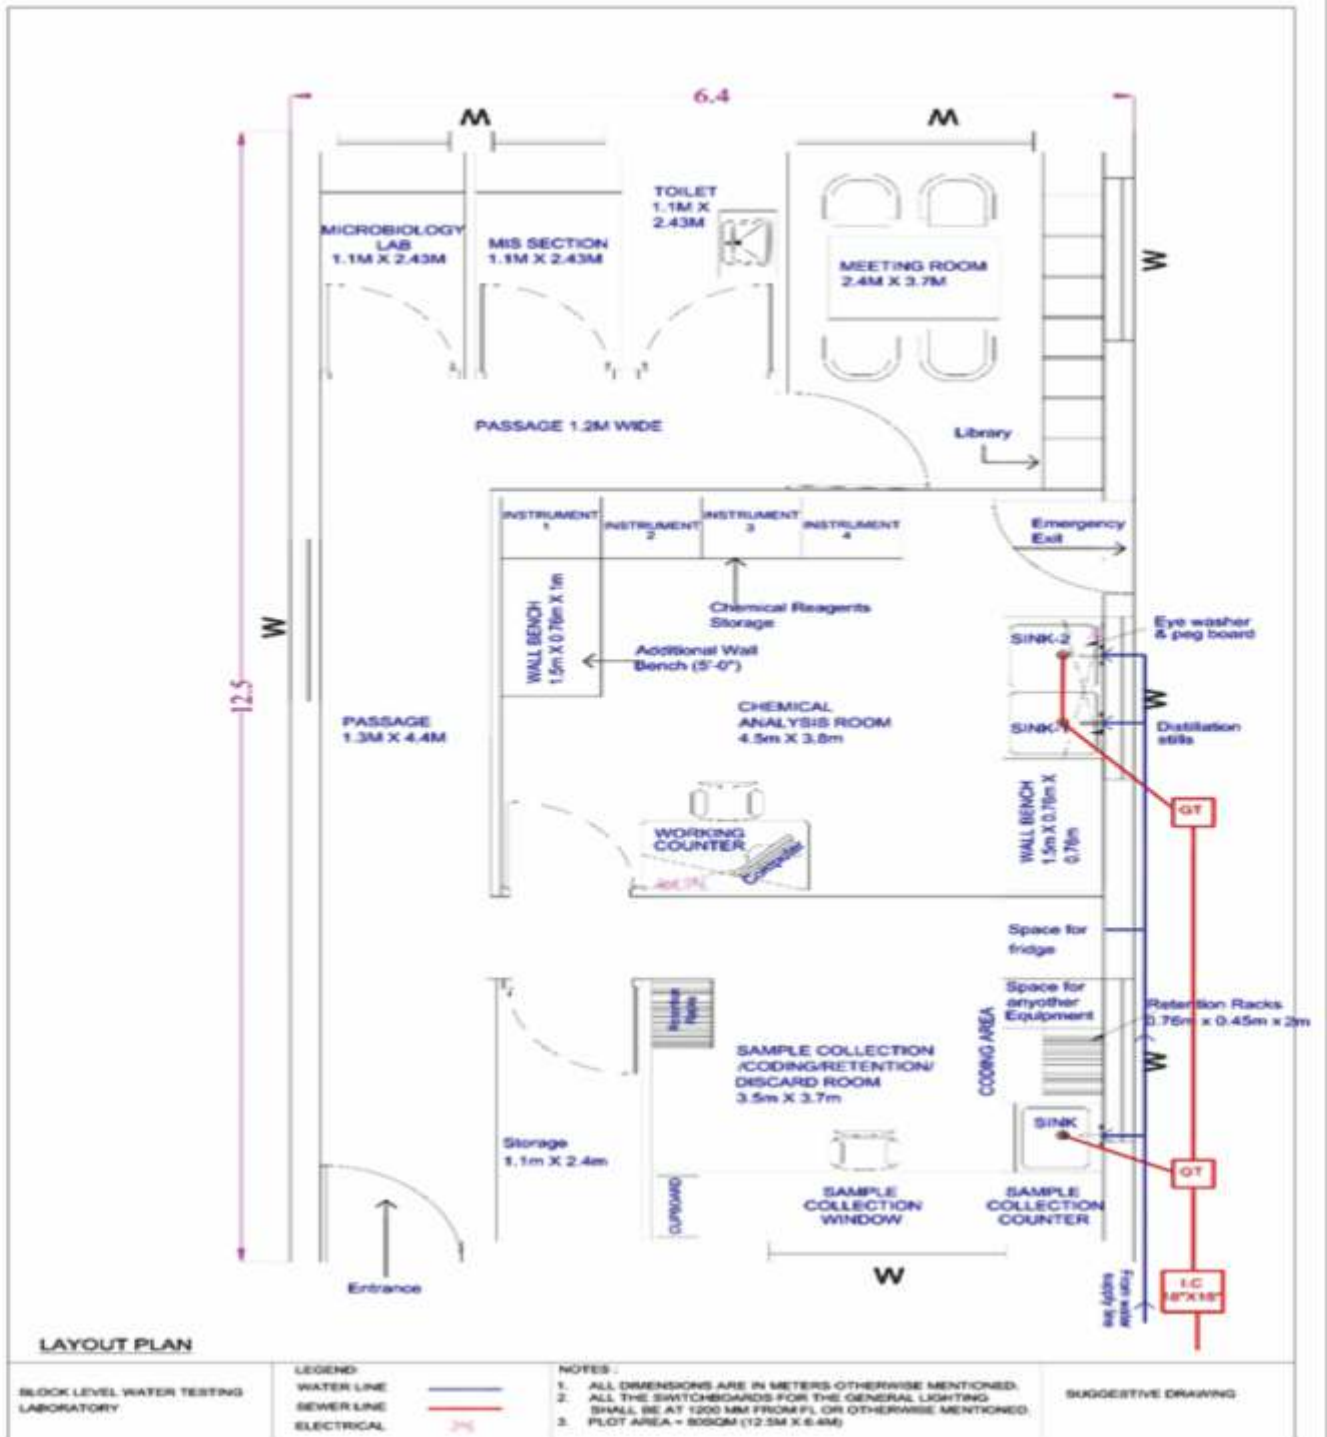 6.4
W
W
TOILET
1.1M X
2.43M
MICROBIOLOGY
LAB
1.1M X 2.43M
MIS SECTION
1.1M X 2.43M
MEETING ROOM
2.4M X 3.7M
W
PASSAGE 1.2M WIDE
Library
INSTRUMENT
1
INSTRUMENT
2
INSTRUMENT
3
INSTRUMENT
4
Emergency
Exit
WALL BENCH
1.5m X 0.76m X 1m
Chemical Reagents
Storage
Additional Wall
Bench (5'-0")
SINK-2
Eye washer
& peg board
W
12.5
PASSAGE
1.3M X 4.4M
CHEMICAL
ANALYSIS ROOM
4.5m X 3.8m
SINK-1
W
Distillation
stills
GT
WALL BENCH
1.5m X 0.76m X
0.76m
WORKING
COUNTER
Computer
Space for
fridge
Space for
anyother
Equipment
Retention
Racks
CODING AREA
Retention Racks
0.76m x 0.45m x 2m
SAMPLE COLLECTION
/CODING/RETENTION/
DISCARD ROOM
3.5m X 3.7m
W
SINK
Storage
1.1m X 2.4m
GT
CUPBOARD
SAMPLE
COLLECTION
WINDOW
SAMPLE
COLLECTION
COUNTER
W
Entrance
From water
supply line
I.C
18"X18"
LAYOUT PLAN
BLOCK LEVEL WATER TESTING
LABORATORY
LEGEND:
WATER LINE
SEWER LINE
ELECTRICAL
NOTES :
1. ALL DIMENSIONS ARE IN METERS OTHERWISE MENTIONED.
2. ALL THE SWITCHBOARDS FOR THE GENERAL LIGHTING
SHALL BE AT 1200 MM FROM FL OR OTHERWISE MENTIONED.
3. PLOT AREA = 80SQM (12.5M X 6.4M)
SUGGESTIVE DRAWING